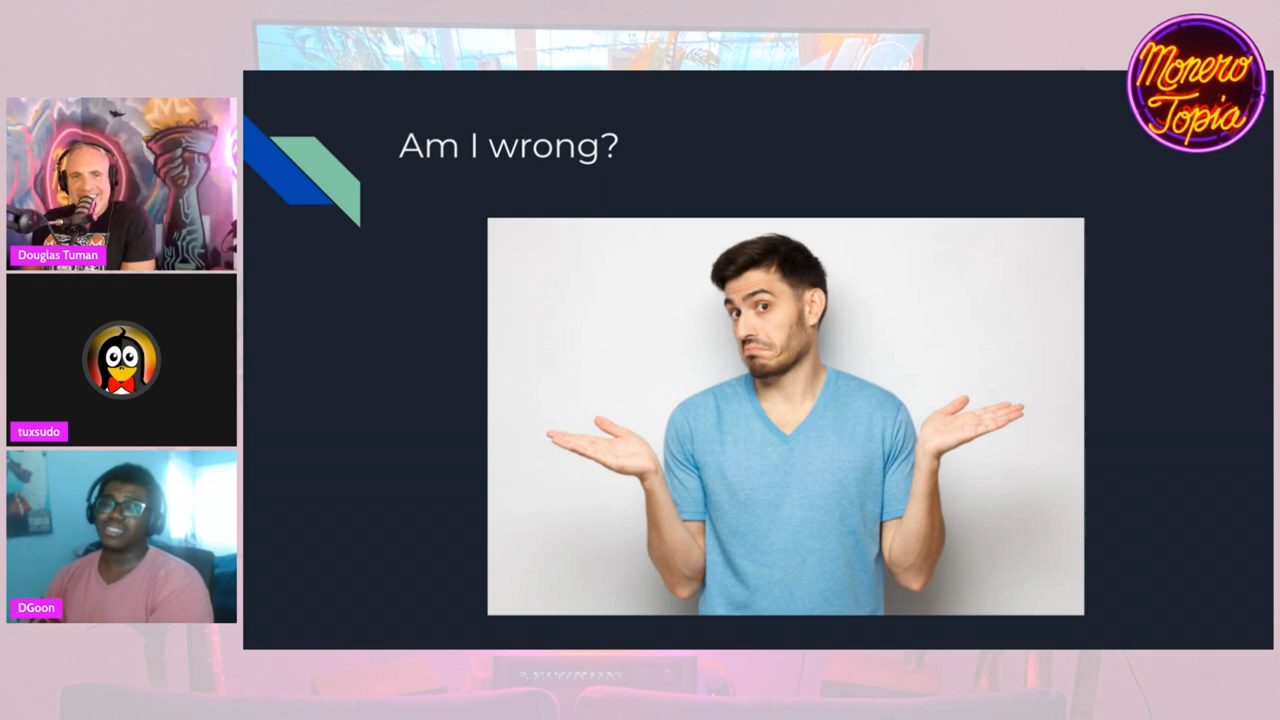 Monero
Topia
Am I wrong?
Douglas Tuman
tuxsudo
DGoon